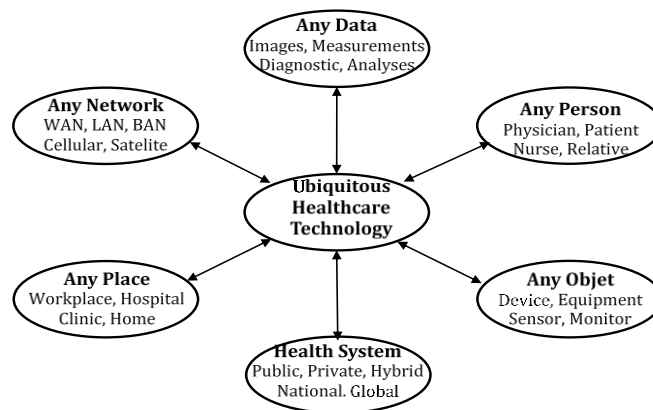 Any Data
Images, Measurements
Diagnostic, Analyses
Any Network
WAN, LAN, BAN
Cellular, Satelite
Any Person
Physician, Patient
Nurse, Relative
Ubiquitous
Healthcare
Technology
Any Place
Workplace, Hospital
Clinic, Home
Any Objet
Device, Equipment
Sensor, Monitor
Health System
Public, Private, Hybrid
National. Global